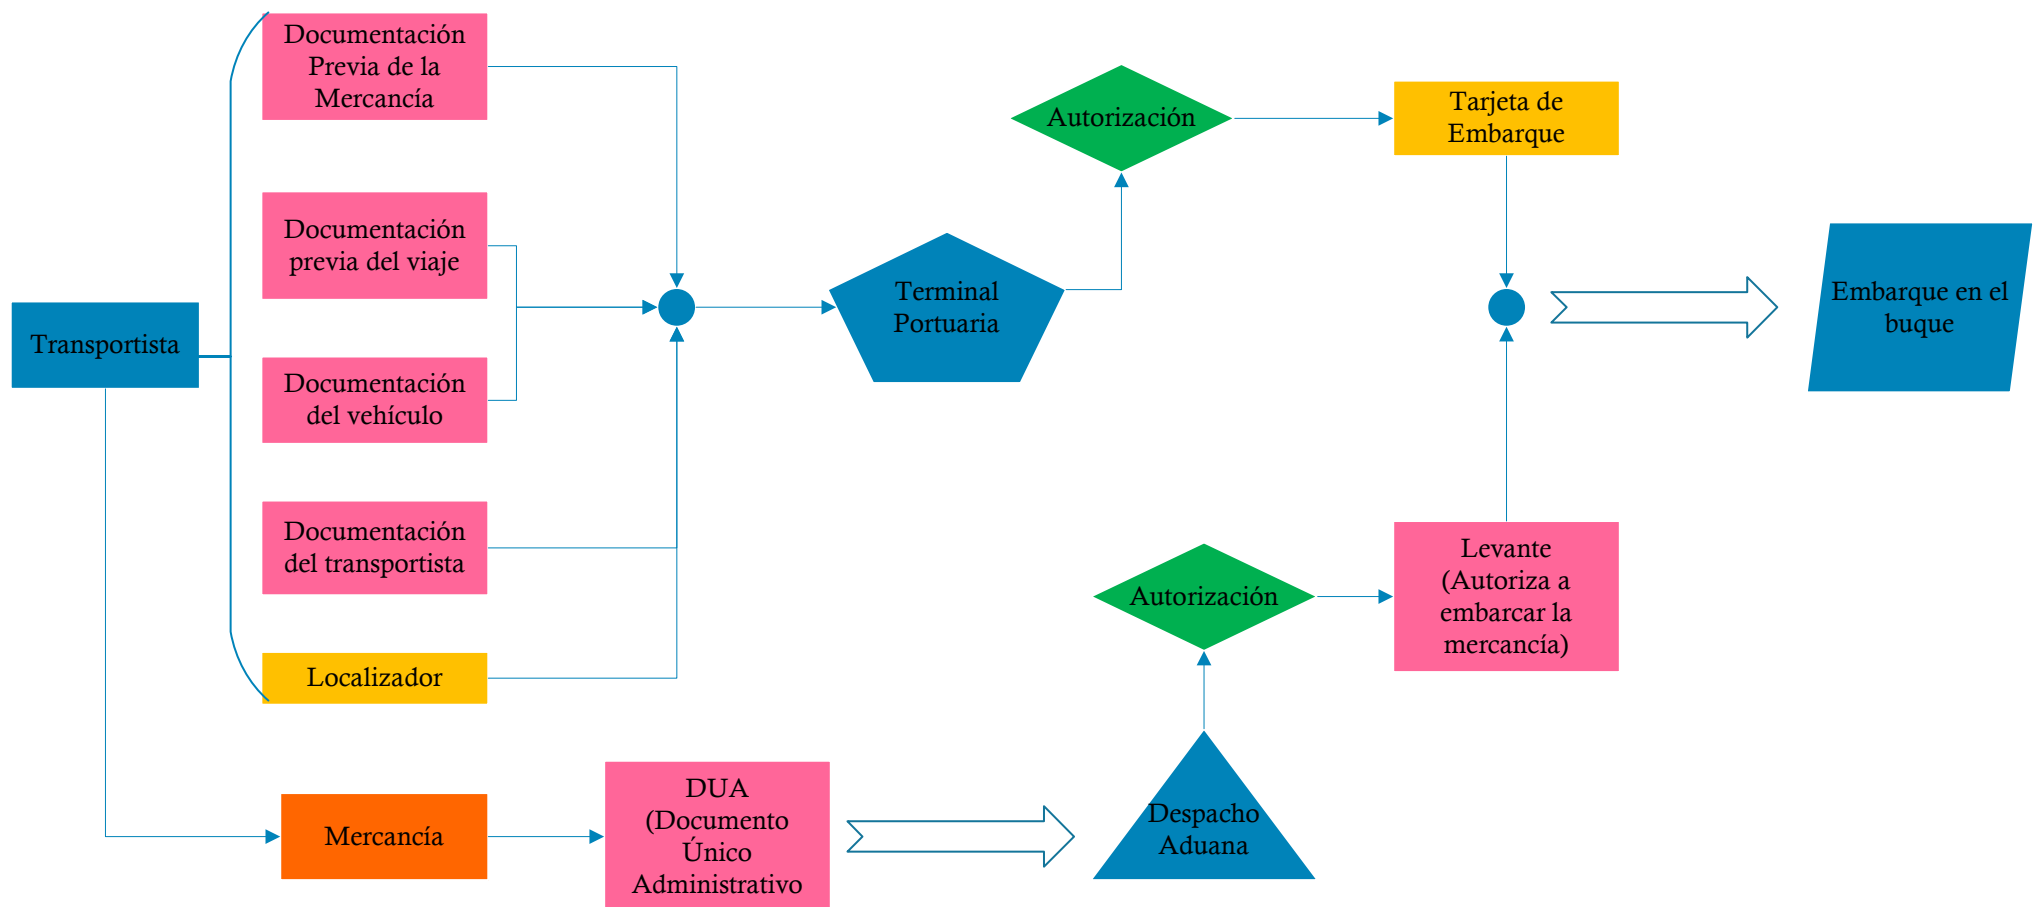 Documentación
Previa de la
Mercancía
Documentación
previa del viaje
Transportista
Documentación
del vehículo
Documentación
del transportista
Localizador
Mercancía
DUA
(Documento
Único
Administrativo
Terminal
Portuaria
Autorización
Tarjeta de
Embarque
Despacho
Aduana
Autorización
Levante
(Autoriza a
embarcar la
mercancía)
Embarque en el
buque